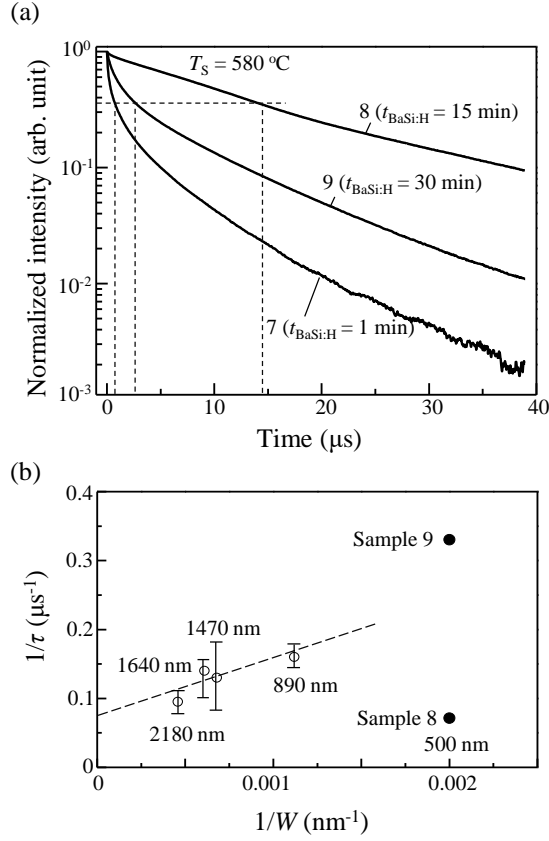 (a)
10⁰
10⁻¹
10⁻²
10⁻³
Normalized intensity (arb. unit)
T_S = 580 °C
8 (t_BaSi:H = 15 min)
9 (t_BaSi:H = 30 min)
7 (t_BaSi:H = 1 min)
0 10 20 30 40
Time (μs)
(b)
0.4
0.3
0.2
0.1
0
1/τ (μs⁻¹)
Sample 9
1470 nm
1640 nm
890 nm
2180 nm
Sample 8
500 nm
0 0.001 0.002
1/W (nm⁻¹)